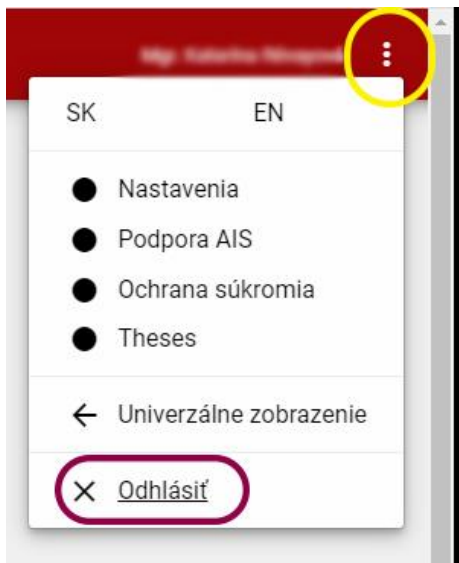 SK EN
Nastavenia
Podpora AIS
Ochrana súkromia
Theses
Univerzálne zobrazenie
Odhlásiť